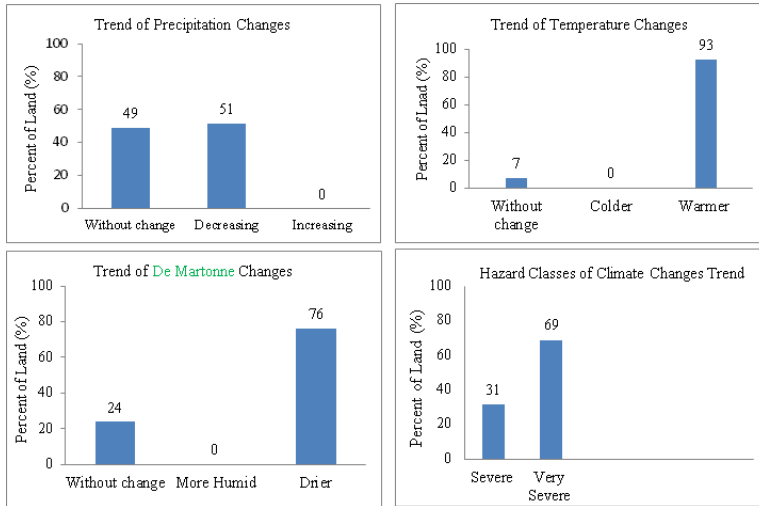 Trend of Precipitation Changes
Percent of Land (%)
100
80
60
40
20
0
49
51
0
Without change
Decreasing
Increasing
Trend of Temperature Changes
Percent of Lnad (%)
100
80
60
40
20
0
7
0
93
Without
change
Colder
Warmer
Trend of De Martonne Changes
Percent of Land (%)
100
80
60
40
20
0
24
0
76
Without change
More Humid
Drier
Hazard Classes of Climate Changes Trend
Percent of Land (%)
100
80
60
40
20
0
31
69
Severe
Very
Severe